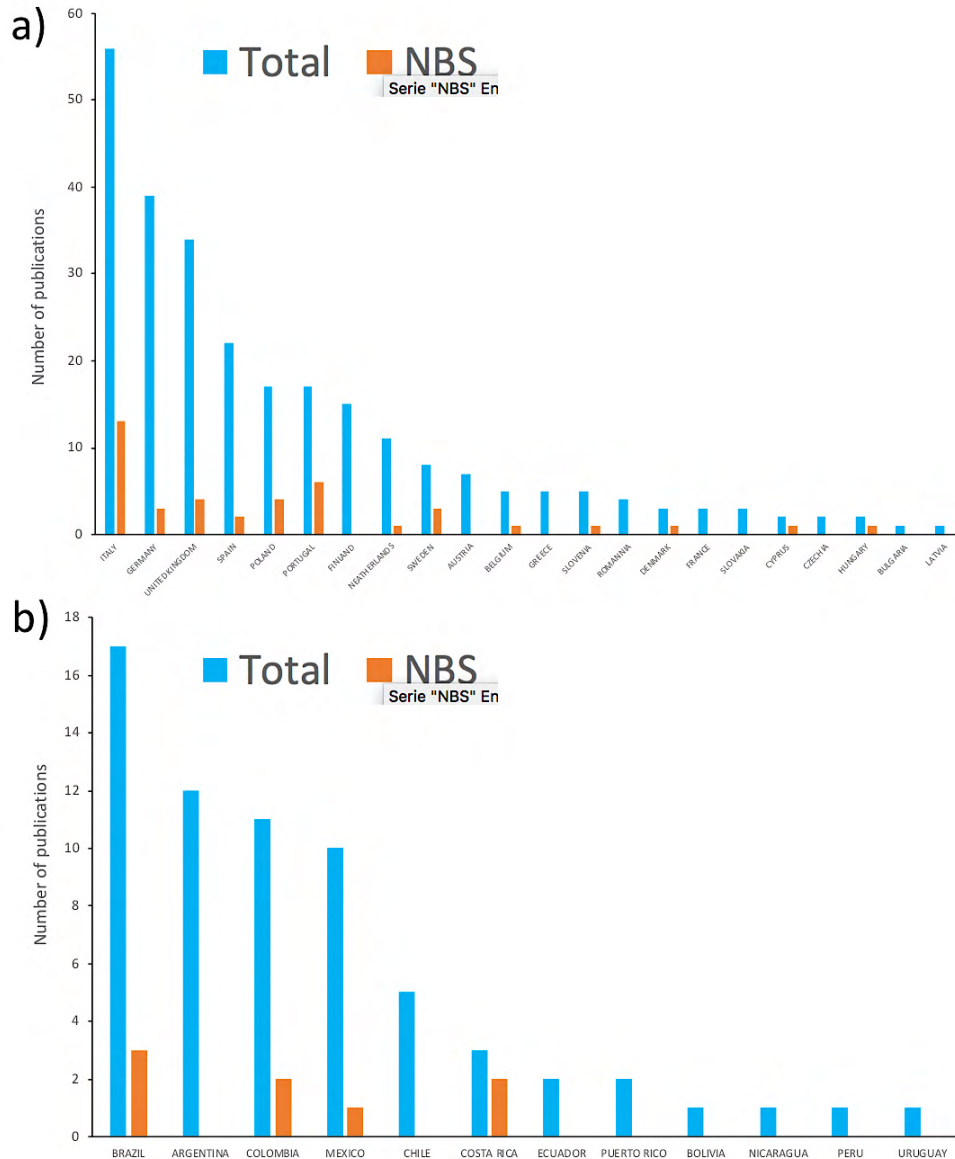 a)
60
50
40
30
20
10
0
Number of publications
Total NBS
Serie "NBS" En
ITALY
GERMANY
UNITED KINGDOM
SPAIN
POLAND
PORTUGAL
FINLAND
NEATHERLANDS
SWEDEN
AUSTRIA
BELGIUM
GREECE
SLOVENIA
ROMANNIA
DENMARK
FRANCE
SLOVAKIA
CYPRUS
CZECHIA
HUNGARY
BULGARIA
LATVIA
b)
18
16
14
12
10
8
6
4
2
0
Number of publications
Total NBS
Serie "NBS" En
BRAZIL ARGENTINA COLOMBIA MEXICO CHILE COSTA RICA ECUADOR PUERTO RICO BOLIVIA NICARAGUA PERU URUGUAY